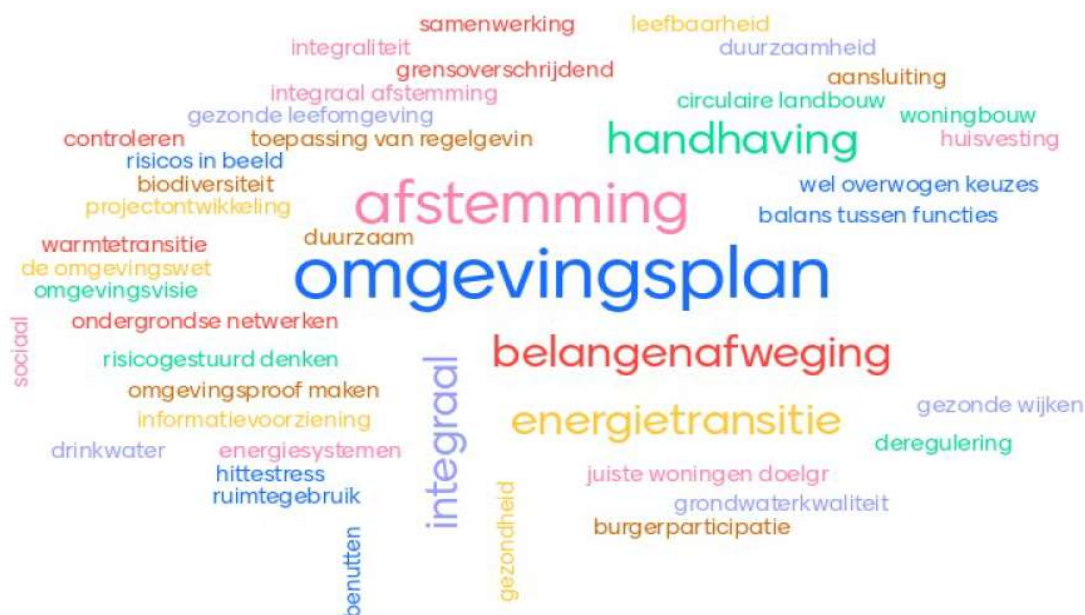 samenwerking
leefbaarheid
integraliteit
duurzaamheid
grensoverschrijdend
aansluiting
integraal afstemming
circulaire landbouw
gezonde leefomgeving
woningbouw
controleren
toepassing van regelgevin
handhaving
huisvesting
risicos in beeld
biodiversiteit
wel overwogen keuzes
projectontwikkeling
afstemming
balans tussen functies
warmtetransitie
duurzaam
de omgevingswet
omgevingsplan
omgevingsvisie
ondergrondse netwerken
sociaal
risicogestuurd denken
belangenafweging
omgevingsproof maken
integraal
gezonde wijken
informatievoorziening
energietransitie
drinkwater
energiesystemen
deregulering
hittestress
juiste woningen doelgr
ruimtegebruik
grondwaterkwaliteit
gezondheid
burgerparticipatie
benutten